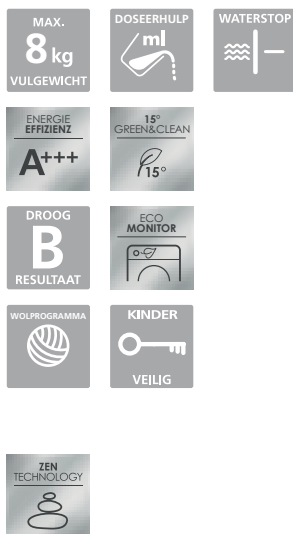 MAX.
8 kg
VULGEWICHT
DOSEERHULP
ml
WATERSTOP
ENERGIE
EFFIZIENZ
A+++
15°
GREEN&CLEAN
15°
DROOG
B
RESULTAAT
ECO
MONITOR
WOLPROGRAMMA
KINDER
VEILIG
ZEN
TECHNOLOGY